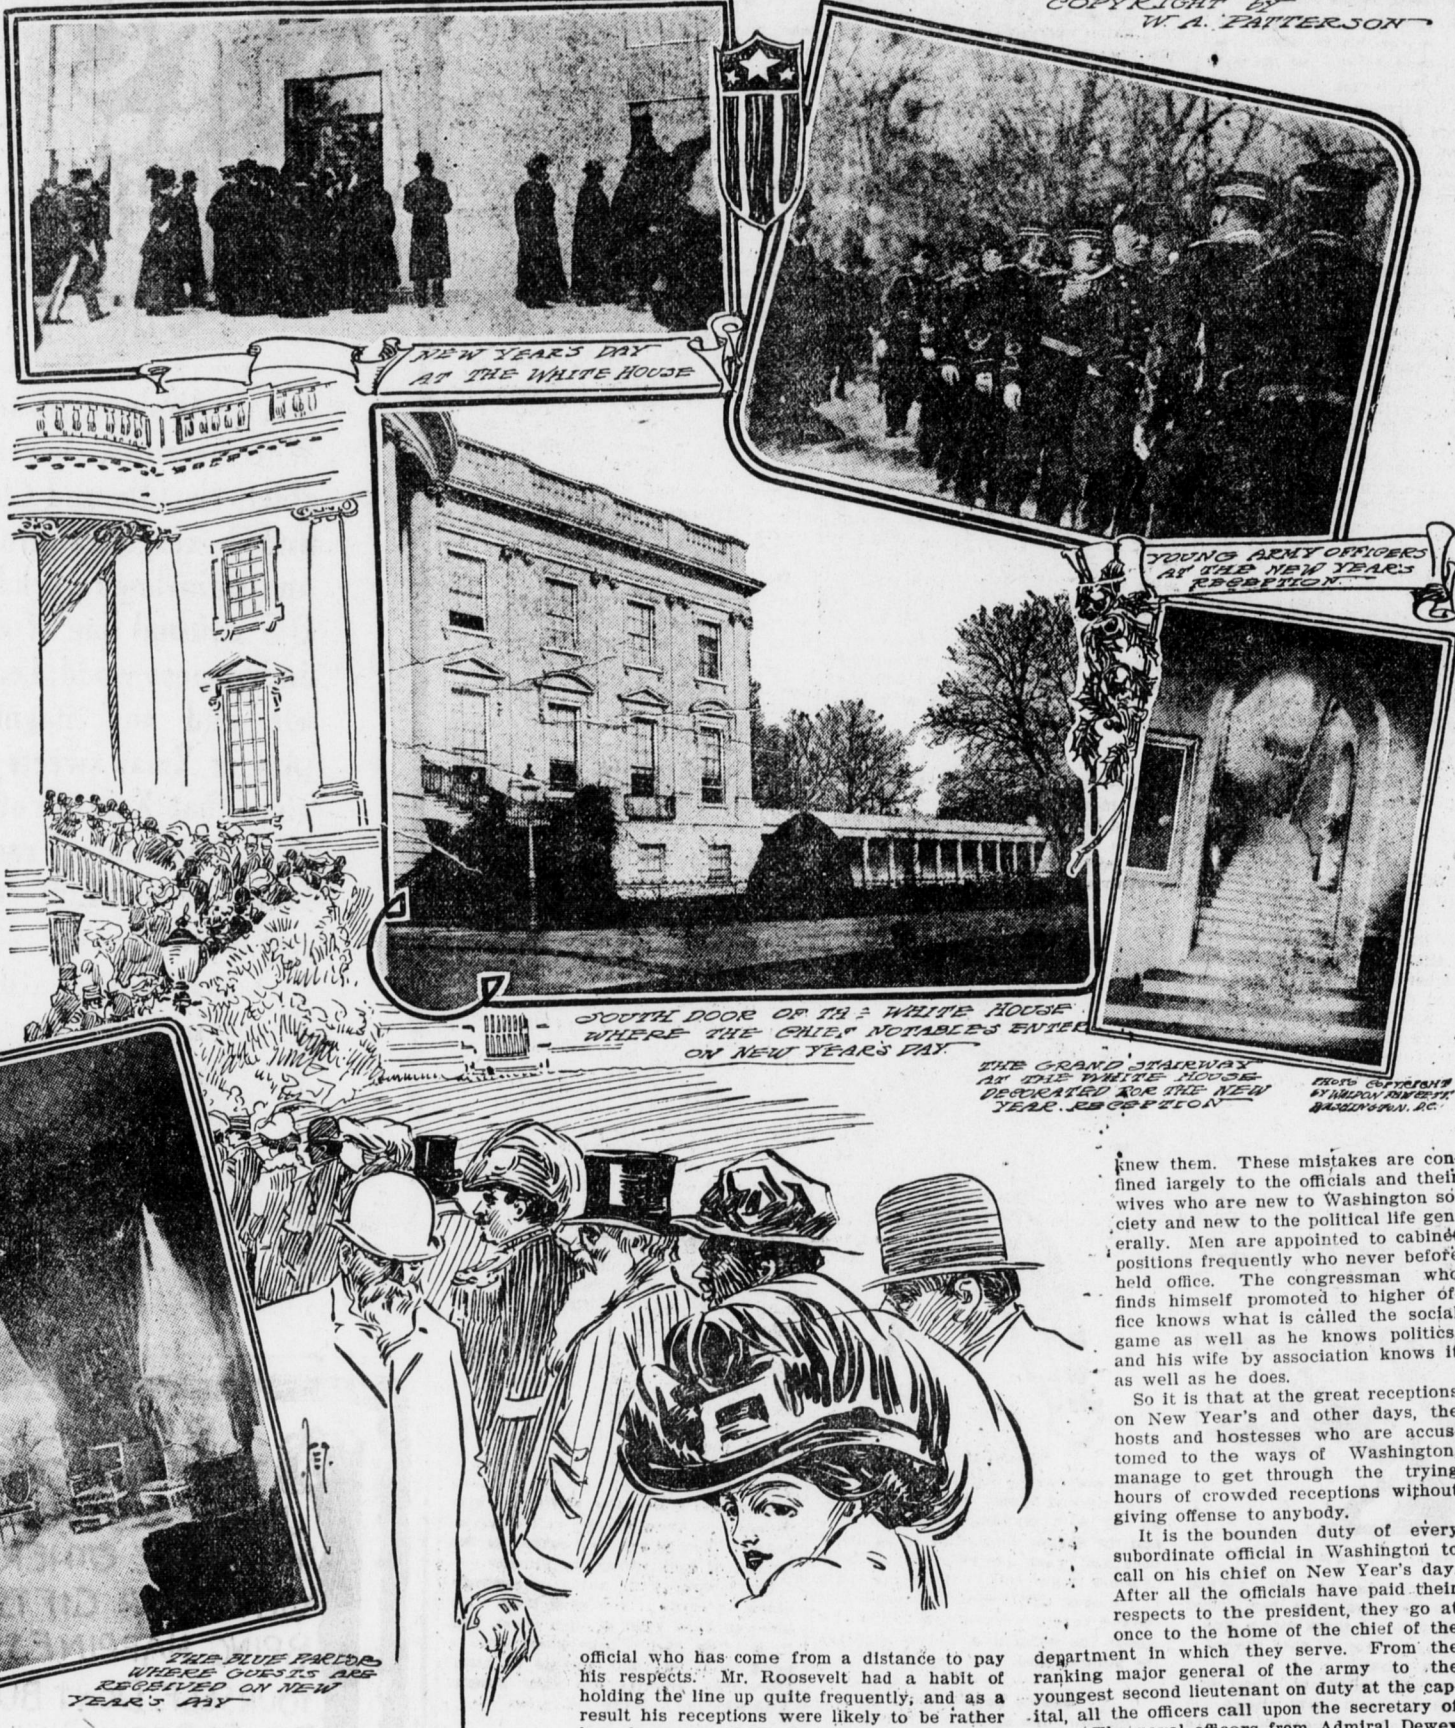 COPYRIGHT BY
W. A. PATTERSON
NEW YEAR'S DAY
AT THE WHITE HOUSE
YOUNG ARMY OFFICERS
AT THE NEW YEAR'S
RECEPTION
SOUTH DOOR OF THE WHITE HOUSE
WHERE THE CHIEF NOTABLES ENTER
ON NEW YEAR'S DAY
THE GRAND STAIRWAY
AT THE WHITE HOUSE
DECORATED FOR THE NEW
YEAR RECEPTION
PHOTO COPYRIGHT
BY WALDON FAWCETT,
WASHINGTON, D.C.
THE BLUE PARLOR
WHERE GUESTS ARE
RECEIVED ON NEW
YEAR'S DAY
official who has come from a distance to pay
his respects. Mr. Roosevelt had a habit of
holding the line up quite frequently, and as a
result his receptions were likely to be rather
knew them. These mistakes are con
fined largely to the officials and their
wives who are new to Washington so
ciety and new to the political life gen
erally. Men are appointed to cabine
positions frequently who never before
held office. The congressman who
finds himself promoted to higher of
fice knows what is called the social
game as well as he knows politics
and his wife by association knows it
as well as he does.
So it is that at the great receptions
on New Year's and other days, the
hosts and hostesses who are accus
tomed to the ways of Washington
manage to get through the trying
hours of crowded receptions without
giving offense to anybody.
It is the bounden duty of every
subordinate official in Washington to
call on his chief on New Year's day
After all the officials have paid their
respects to the president, they go at
once to the home of the chief of the
department in which they serve. From the
ranking major general of the army to the
youngest second lieutenant on duty at the cap
ital, all the officers call upon the secretary of
officers from Admiral Dewey